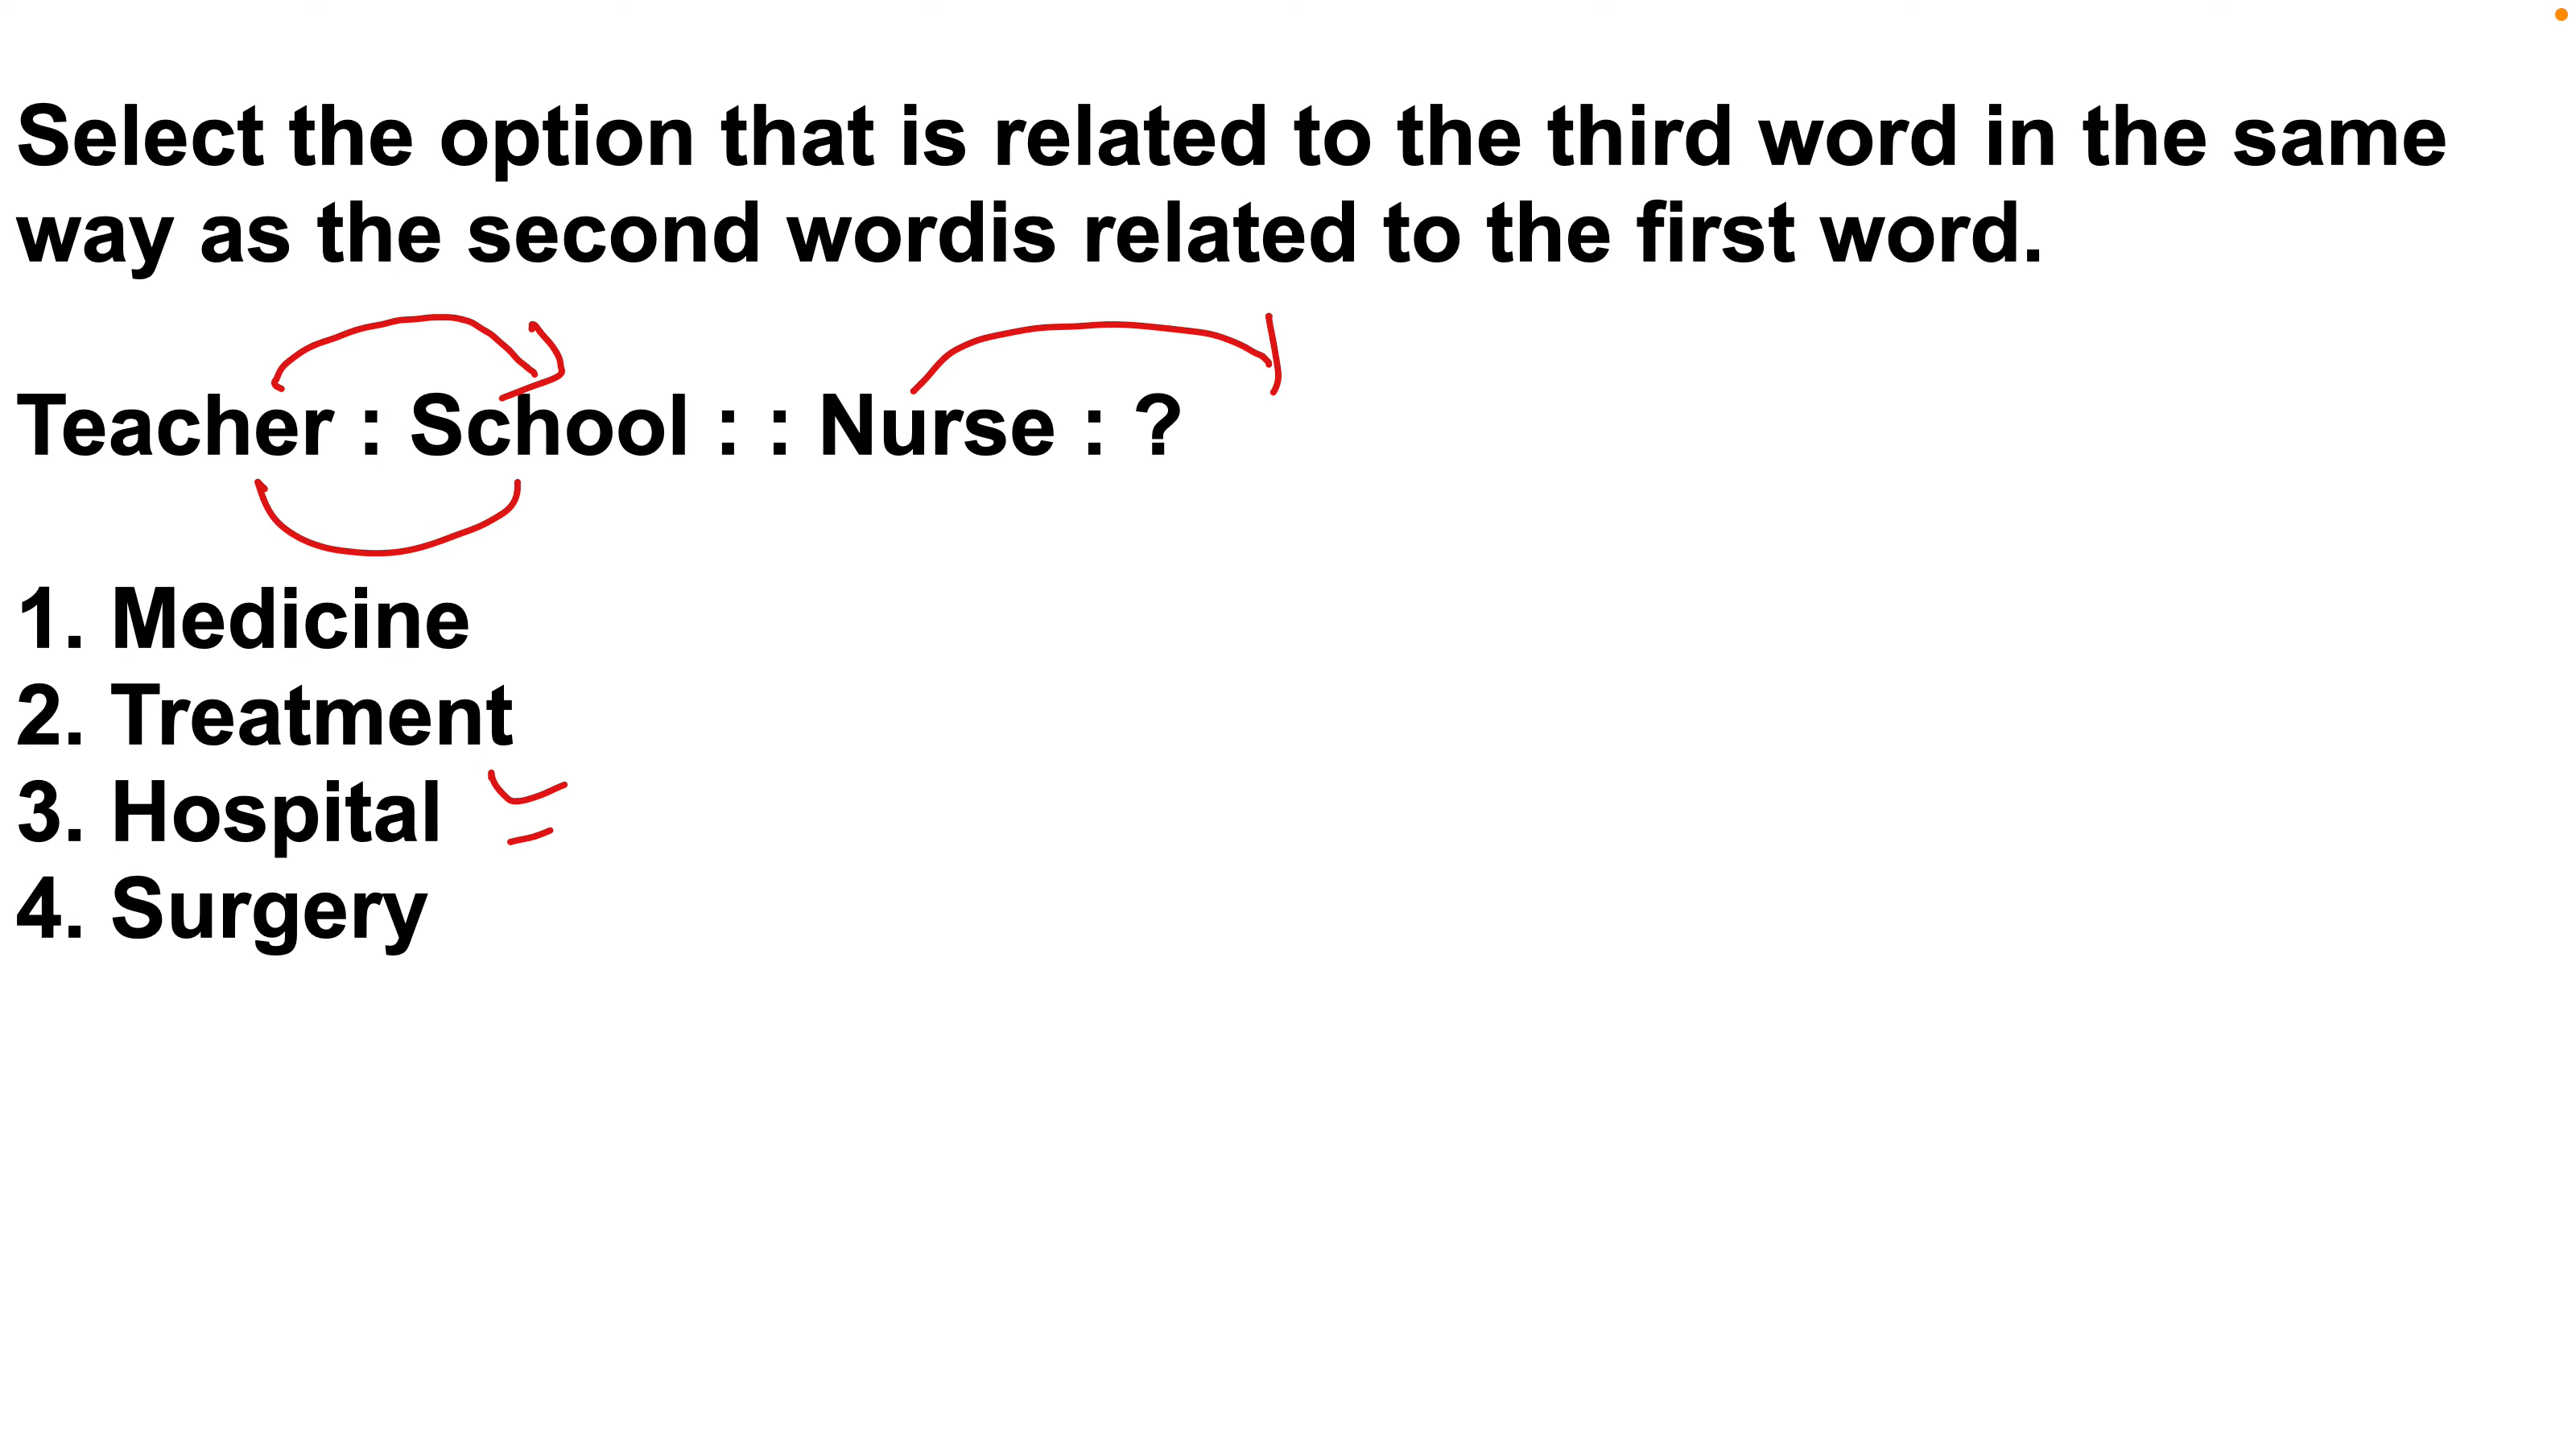 Select the option that is related to the third word in the same
way as the second wordis related to the first word.
Teacher : School : : Nurse : ?
1. Medicine
2. Treatment
3. Hospital
4. Surgery